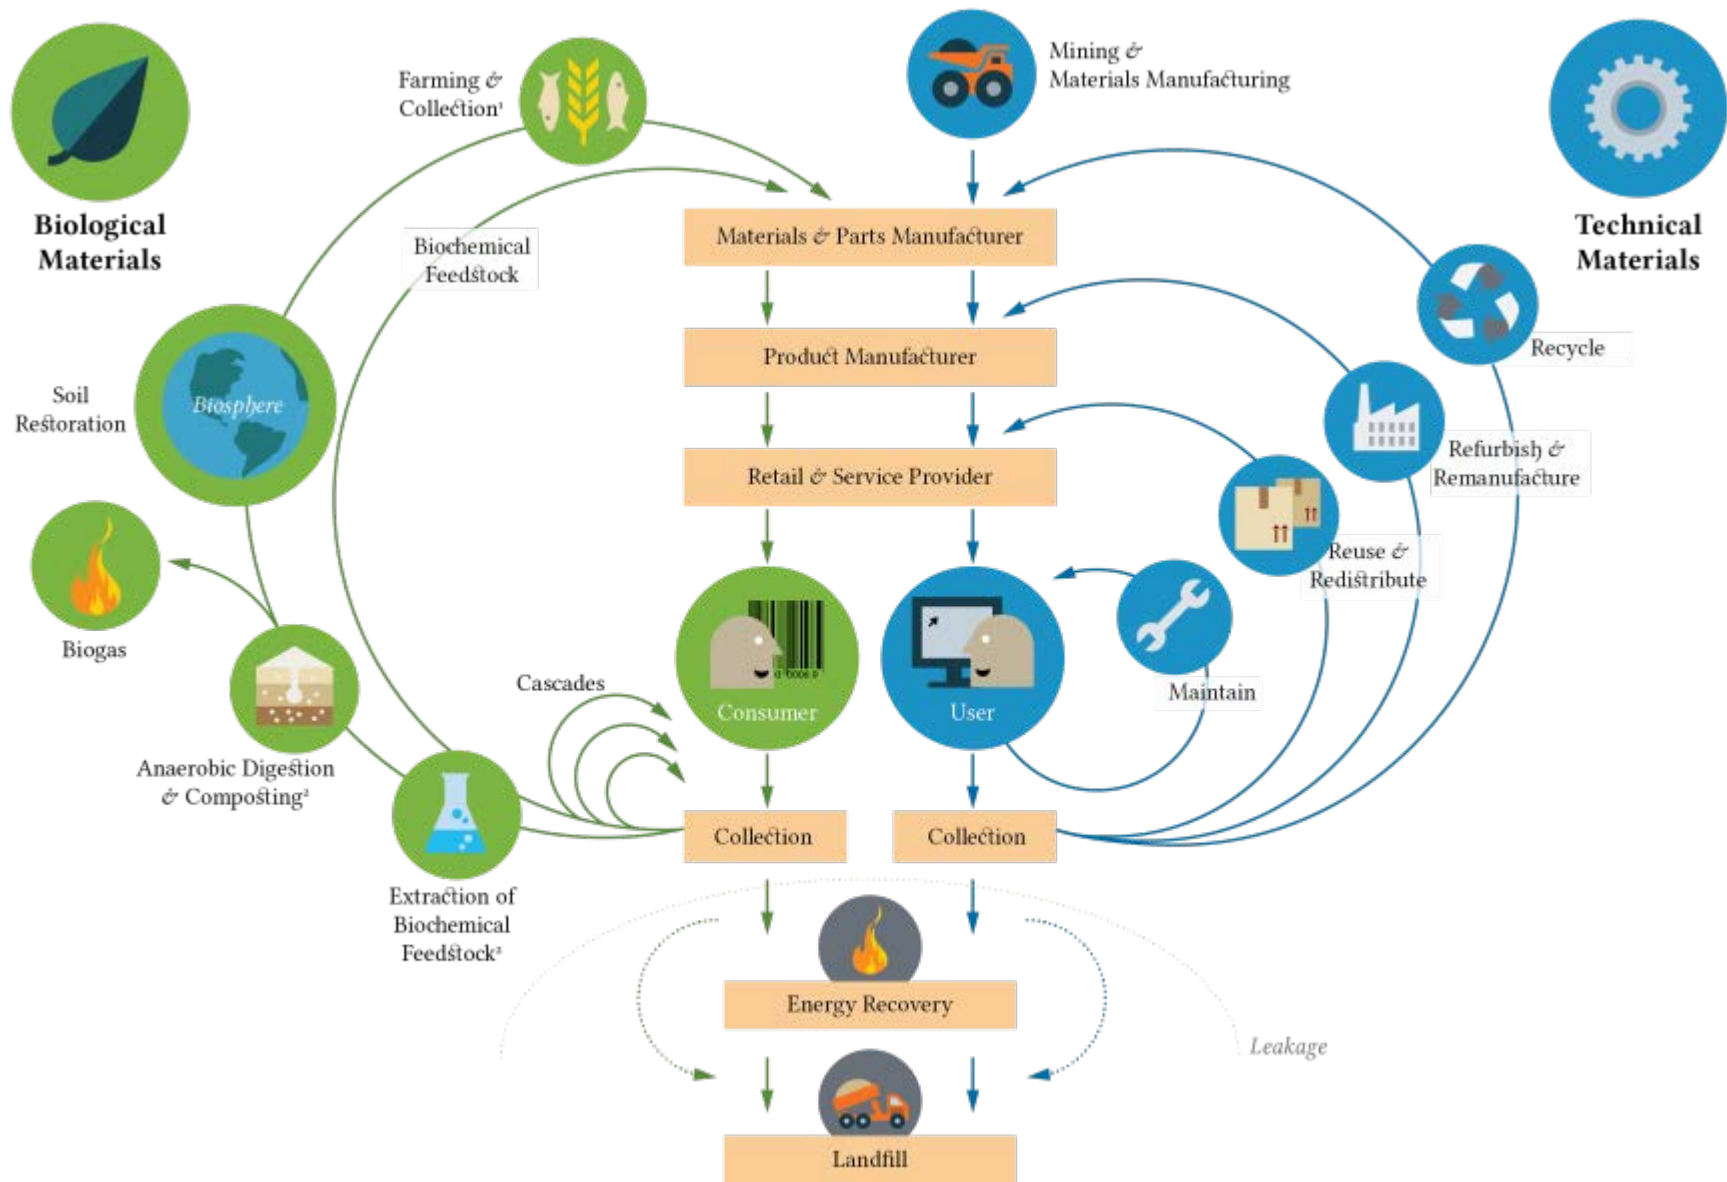 Farming &
Collection¹
Mining &
Materials Manufacturing
Biological
Materials
Technical
Materials
Materials & Parts Manufacturer
Biochemical
Feedstock
Recycle
Product Manufacturer
Soil
Restoration
Biosphere
Refurbish &
Remanufacture
Retail & Service Provider
Reuse &
Redistribute
Biogas
Cascades
Maintain
Consumer
User
Anaerobic Digestion
& Composting²
Collection
Collection
Extraction of
Biochemical
Feedstock²
Energy Recovery
Leakage
Landfill